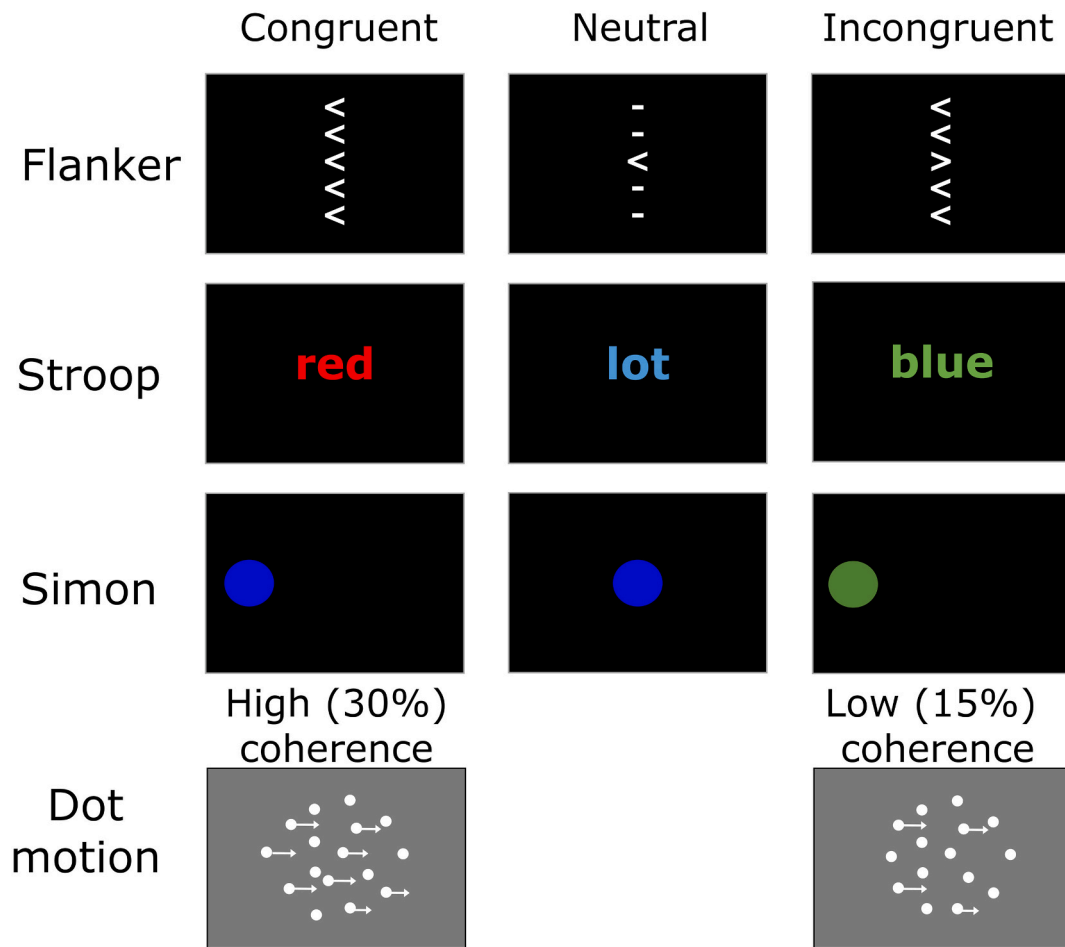 Congruent Neutral Incongruent
Flanker
< - <
< - <
< < >
< - <
< - <
Stroop red lot blue
Simon
High (30%) Low (15%)
coherence coherence
Dot
motion